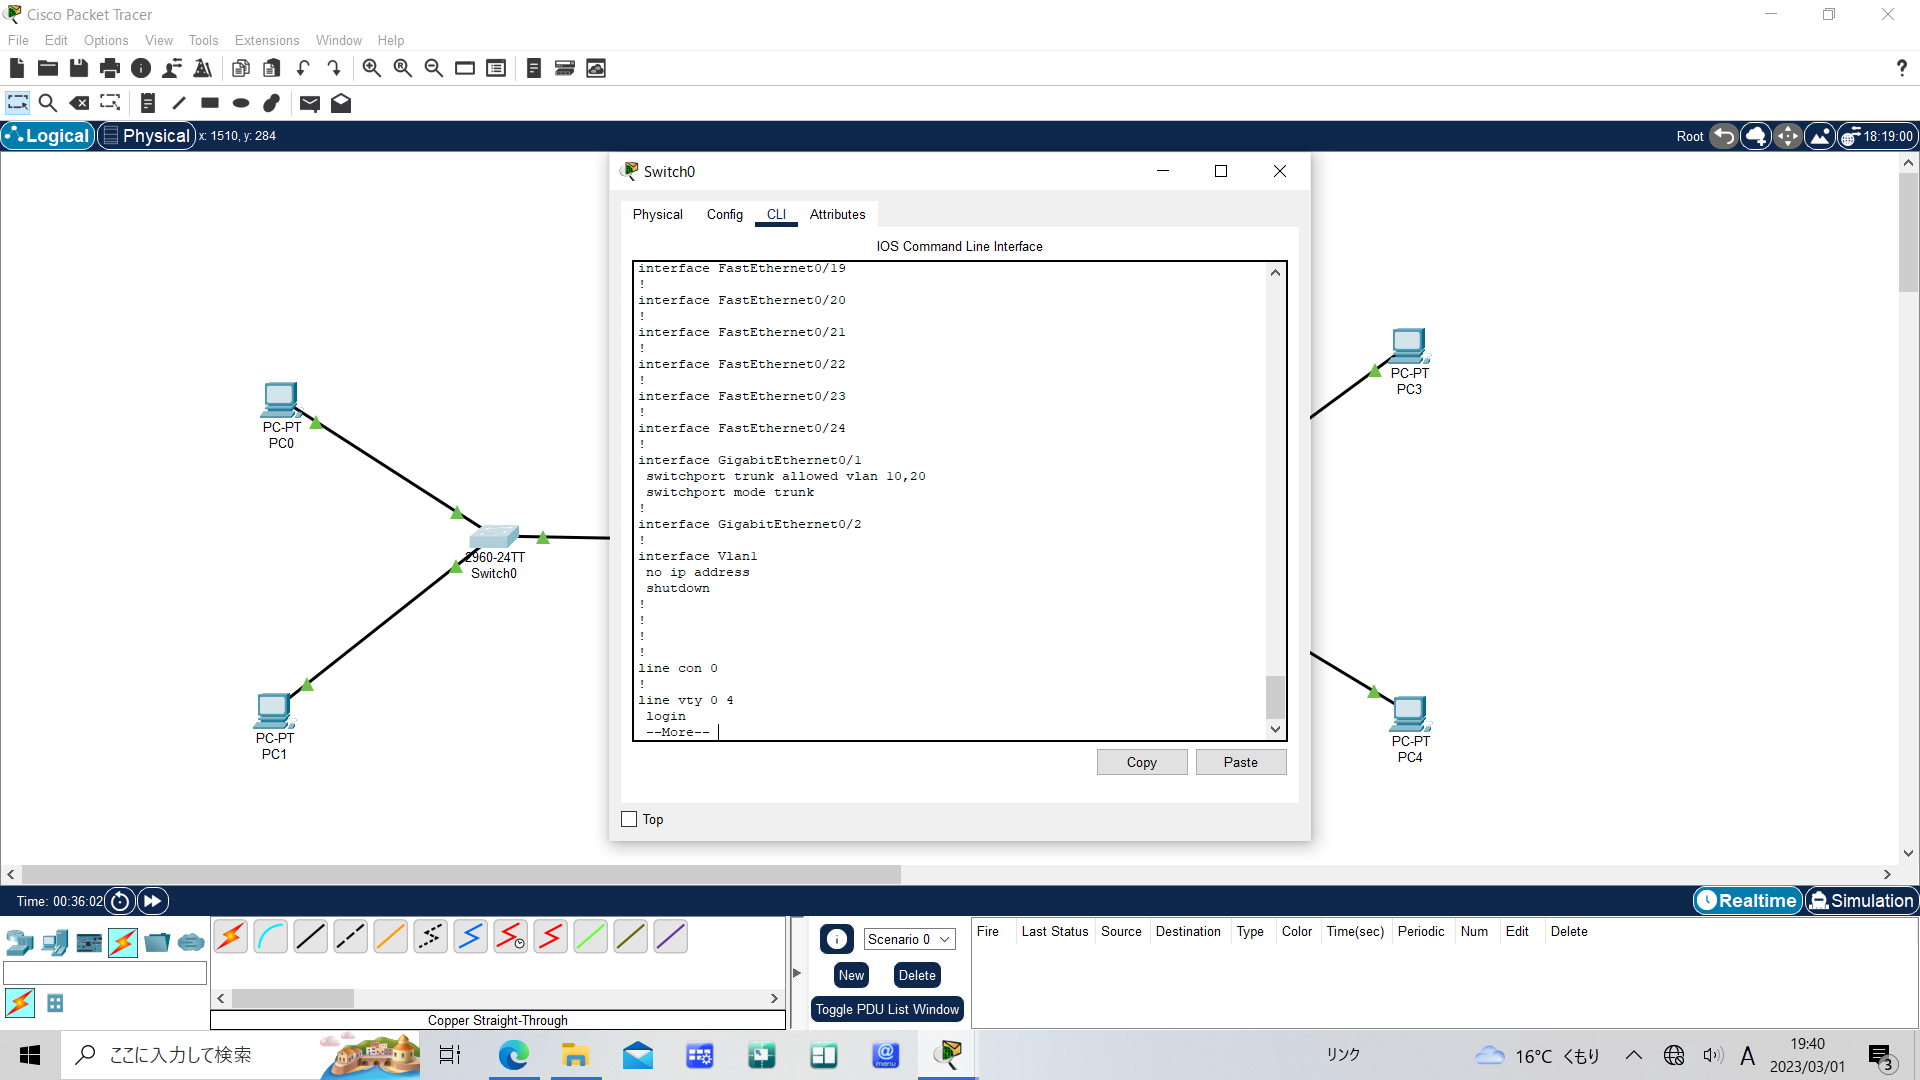 Cisco Packet Tracer
File Edit Options View Tools Extensions Window Help
Logical Physical x: 1510, y: 284
Root 18:19:00
Switch0
Physical Config CLI Attributes
IOS Command Line Interface
interface FastEthernet0/19
!
interface FastEthernet0/20
!
interface FastEthernet0/21
!
interface FastEthernet0/22
!
interface FastEthernet0/23
!
interface FastEthernet0/24
!
interface GigabitEthernet0/1
switchport trunk allowed vlan 10,20
switchport mode trunk
!
interface GigabitEthernet0/2
!
interface Vlan1
no ip address
shutdown
!
!
!
!
line con 0
!
line vty 0 4
login
--More--
Copy Paste
Top
PC-PT
PC0
2960-24TT
Switch0
PC-PT
PC1
PC-PT
PC3
PC-PT
PC4
Time: 00:36:02
Realtime Simulation
Scenario 0
New Delete
Toggle PDU List Window
Fire Last Status Source Destination Type Color Time(sec) Periodic Num Edit Delete
Copper Straight-Through
ここに入力して検索
@
menu
リンク
16°C くもり
A
19:40
2023/03/01
3